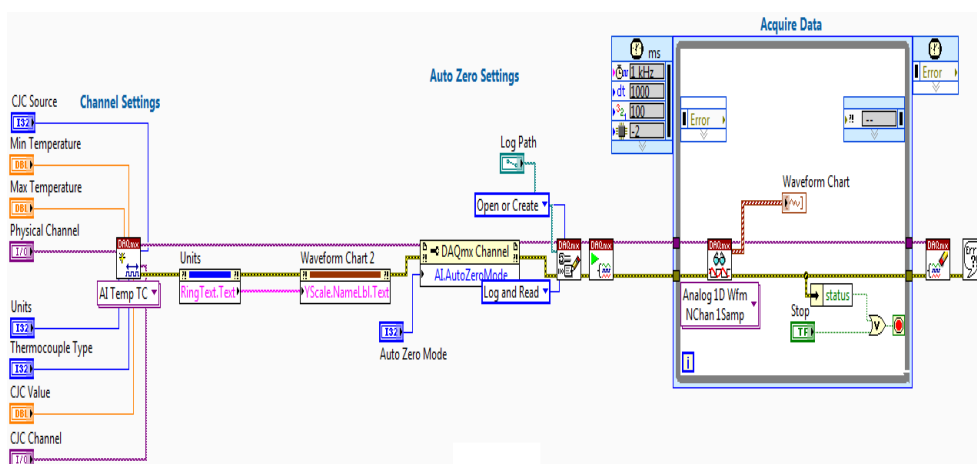 Acquire Data
ms
1 kHz
Error
dt 1000
Auto Zero Settings
100
CJC Source
Channel Settings
-2
Error
--
I32
Min Temperature
Log Path
DBL
Max Temperature
Waveform Chart
DBL
Open or Create
Physical Channel
I/O
DAQmx
Units
Waveform Chart 2
DAQmx Channel
DAQmx
DAQmx
DAQmx
DAQmx
AI.AutoZeroMode
AI Temp TC
RingText.Text
YScale.NameLbl.Text
Log and Read
Analog 1D Wfm
NChan 1Samp
status
Units
Stop
I32
I32
TF
V
Thermocouple Type
Auto Zero Mode
I32
i
CJC Value
DBL
CJC Channel
I/O